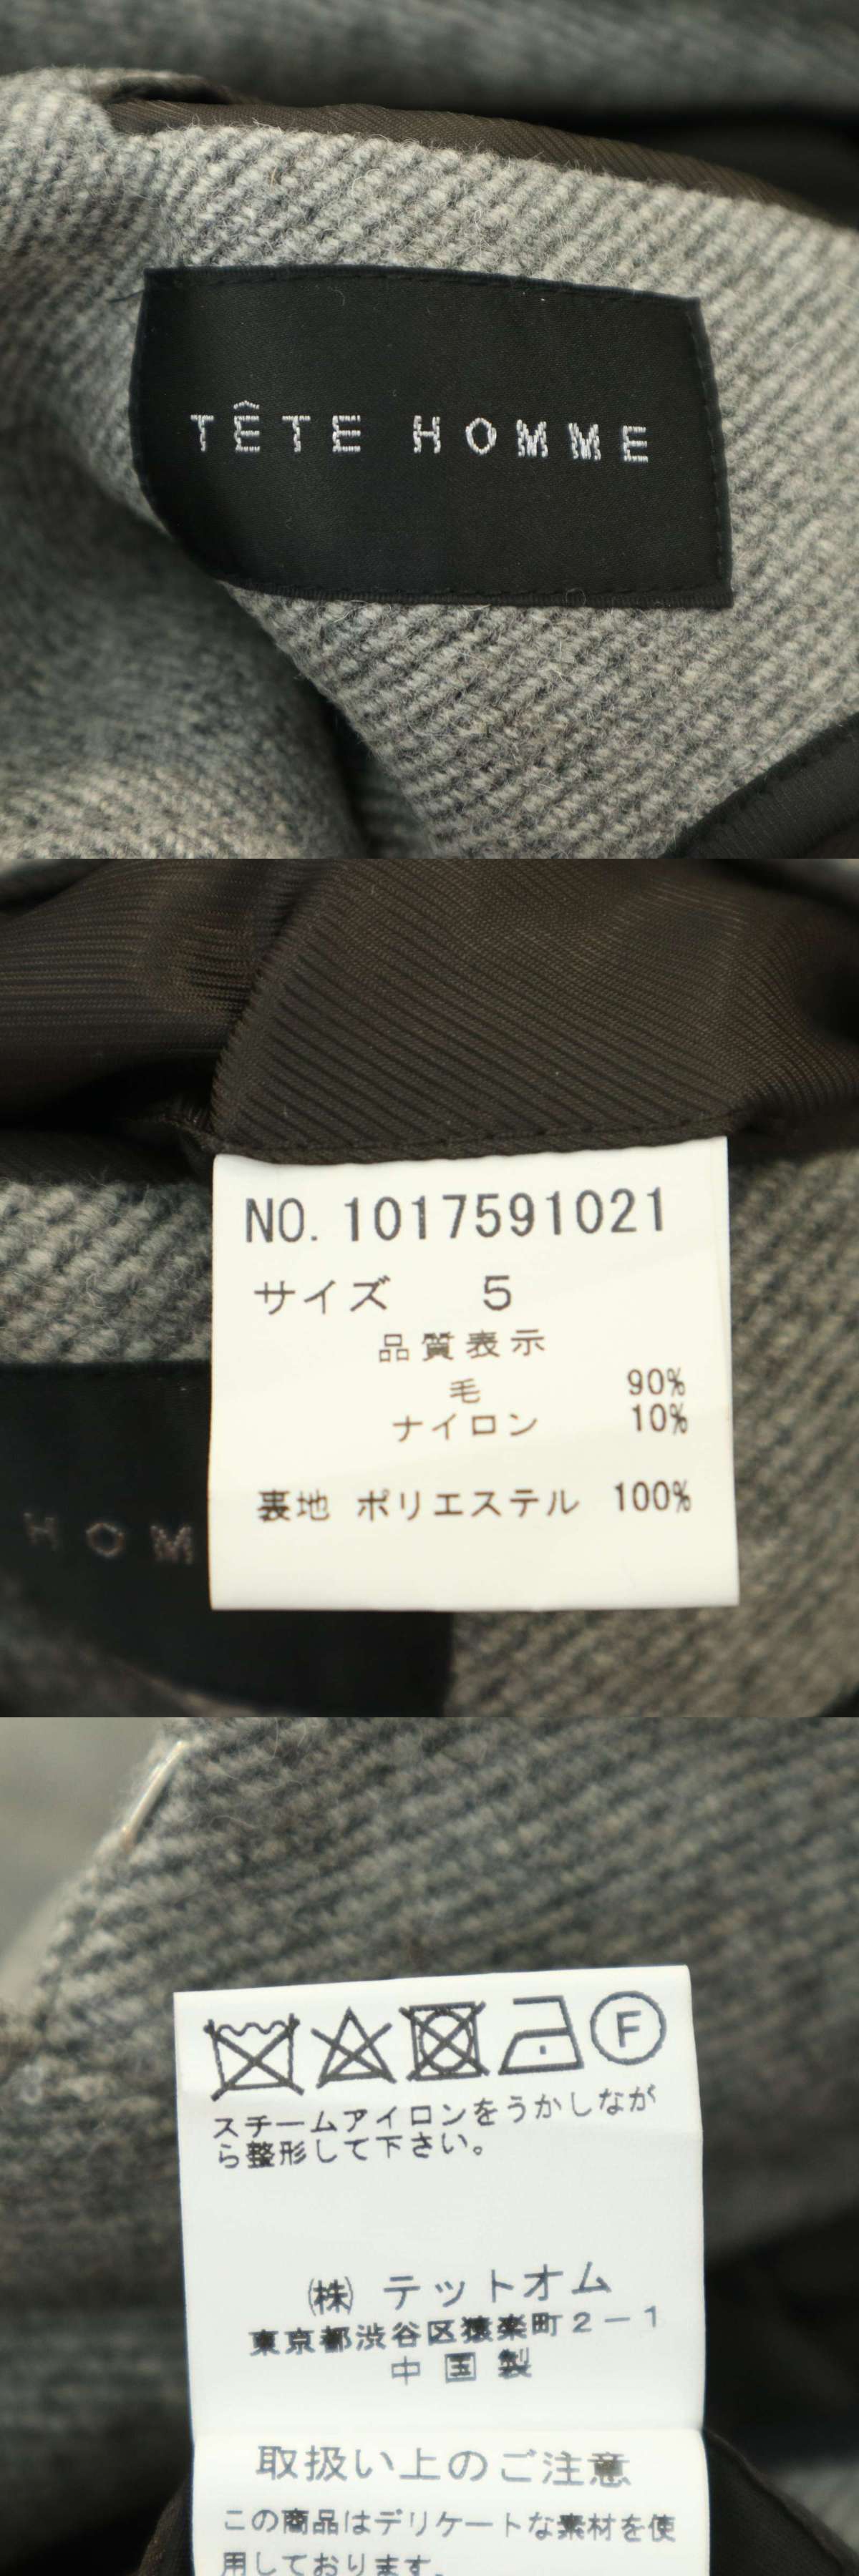 TÊTE HOMME
NO. 1017591021
サイズ 5
品質表示
毛 90%
ナイロン 10%
裏地 ポリエステル 100%
HOM
F
スチームアイロンをうかしなが
ら整形して下さい。
㈱ テットオム
東京都渋谷区猿楽町2-1
中国製
取扱い上のご注意
この商品はデリケートな素材を使
用しております。